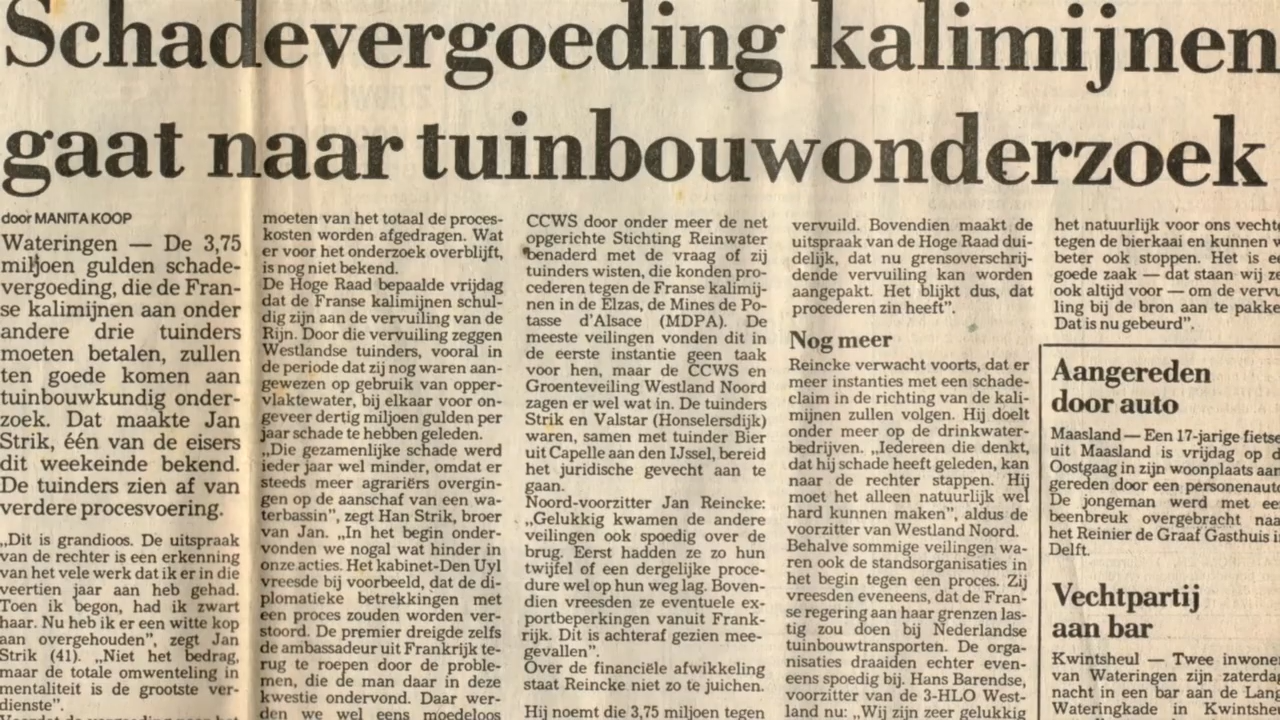 Schadevergoeding kalimijnen
gaat naar tuinbouwonderzoek
door MANITA KOOP
Wateringen — De 3,75
miljoen gulden schade-
vergoeding, die de Fran-
se kalimijnen aan onder
andere drie tuinders
moeten betalen, zullen
ten goede komen aan
tuinbouwkundig onder-
zoek. Dat maakte Jan
Strik, één van de eisers
dit weekeinde bekend.
De tuinders zien af van
verdere procesvoering.
„Dit is grandioos. De uitspraak
van de rechter is een erkenning
van het vele werk dat ik er in die
veertien jaar aan heb gehad.
Toen ik begon, had ik zwart
haar. Nu heb ik er een witte kop
aan overgehouden”, zegt Jan
Strik (41). „Niet het bedrag,
maar de totale omwenteling in
mentaliteit is de grootste ver-
dienste”.
moeten van het totaal de proces-
kosten worden afgedragen. Wat
er voor het onderzoek overblijft,
is nog niet bekend.
De Hoge Raad bepaalde vrijdag
dat de Franse kalimijnen schul-
dig zijn aan de vervuiling van de
Rijn. Door die vervuiling zeggen
Westlandse tuinders, vooral in
de periode dat zij nog waren aan-
gewezen op gebruik van opper-
vlaktewater, bij elkaar voor on-
geveer dertig miljoen gulden per
jaar schade te hebben geleden.
„Die gezamenlijke schade werd
ieder jaar wel minder, omdat er
steeds meer agrariërs overgin-
gen op de aanschaf van een wa-
terbassin”, zegt Han Strik, broer
van Jan. „In het begin onder-
vonden we nogal wat hinder in
onze acties. Het kabinet-Den Uyl
vreesde bij voorbeeld, dat de di-
plomatieke betrekkingen met
een proces zouden worden ver-
stoord. De premier dreigde zelfs
de ambassadeur uit Frankrijk te-
rug te roepen door de proble-
men, die de man daar in deze
kwestie ondervond. Daar wer-
den we wel eens moedeloos
CCWS door onder meer de net
opgerichte Stichting Reinwater
benaderd met de vraag of zij
tuinders wisten, die konden pro-
cederen tegen de Franse kalimij-
nen in de Elzas, de Mines de Po-
tasse d'Alsace (MDPA). De
meeste veilingen vonden dit in
de eerste instantie geen taak
voor hen, maar de CCWS en
Groenteveiling Westland Noord
zagen er wel wat in. De tuinders
Strik en Valstar (Honselersdijk)
waren, samen met tuinder Bier
uit Capelle aan den IJssel, bereid
het juridische gevecht aan te
gaan.
Noord-voorzitter Jan Reincke:
„Gelukkig kwamen de andere
veilingen ook spoedig over de
brug. Eerst hadden ze zo hun
twijfel of een dergelijke proce-
dure wel op hun weg lag. Boven-
dien vreesden ze eventuele ex-
portbeperkingen vanuit Frank-
rijk. Dit is achteraf gezien mee-
gevallen”.
Over de financiële afwikkeling
staat Reincke niet zo te juichen.
Hij noemt die 3,75 miljoen tegen
vervuild. Bovendien maakt de
uitspraak van de Hoge Raad dui-
delijk, dat nu grensoverschrij-
dende vervuiling kan worden
aangepakt. Het blijkt dus, dat
procederen zin heeft”.
Nog meer
Reincke verwacht voorts, dat er
meer instanties met een schade-
claim in de richting van de kali-
mijnen zullen volgen. Hij doelt
onder meer op de drinkwater-
bedrijven. „Iedereen die denkt,
dat hij schade heeft geleden, kan
naar de rechter stappen. Hij
moet het alleen natuurlijk wel
hard kunnen maken”, aldus de
voorzitter van Westland Noord.
Behalve sommige veilingen wa-
ren ook de standsorganisaties in
het begin tegen een proces. Zij
vreesden eveneens, dat de Fran-
se regering aan haar grenzen las-
tig zou doen bij Nederlandse
tuinbouwtransporten. De orga-
nisaties draaiden echter even-
eens spoedig bij. Hans Barendse,
voorzitter van de 3-HLO West-
land nu: „Wij zijn zeer gelukkig
het natuurlijk voor ons vecht
tegen de bierkaai en kunnen
beter ook stoppen. Het is e
goede zaak — dat staan wij
ook altijd voor — om de vervu
ling bij de bron aan te pakke
Dat is nu gebeurd”.
Aangereden
door auto
Maasland — Een 17-jarige fietse
uit Maasland is vrijdag op d
Oostgaag in zijn woonplaats aan
gereden door een personenauto
De jongeman werd met ee
beenbreuk overgebracht naa
het Reinier de Graaf Gasthuis i
Delft.
Vechtpartij
aan bar
Kwintsheul — Twee inwone
van Wateringen zijn zaterda
nacht in een bar aan de Lang
Wateringkade in Kwintsheu